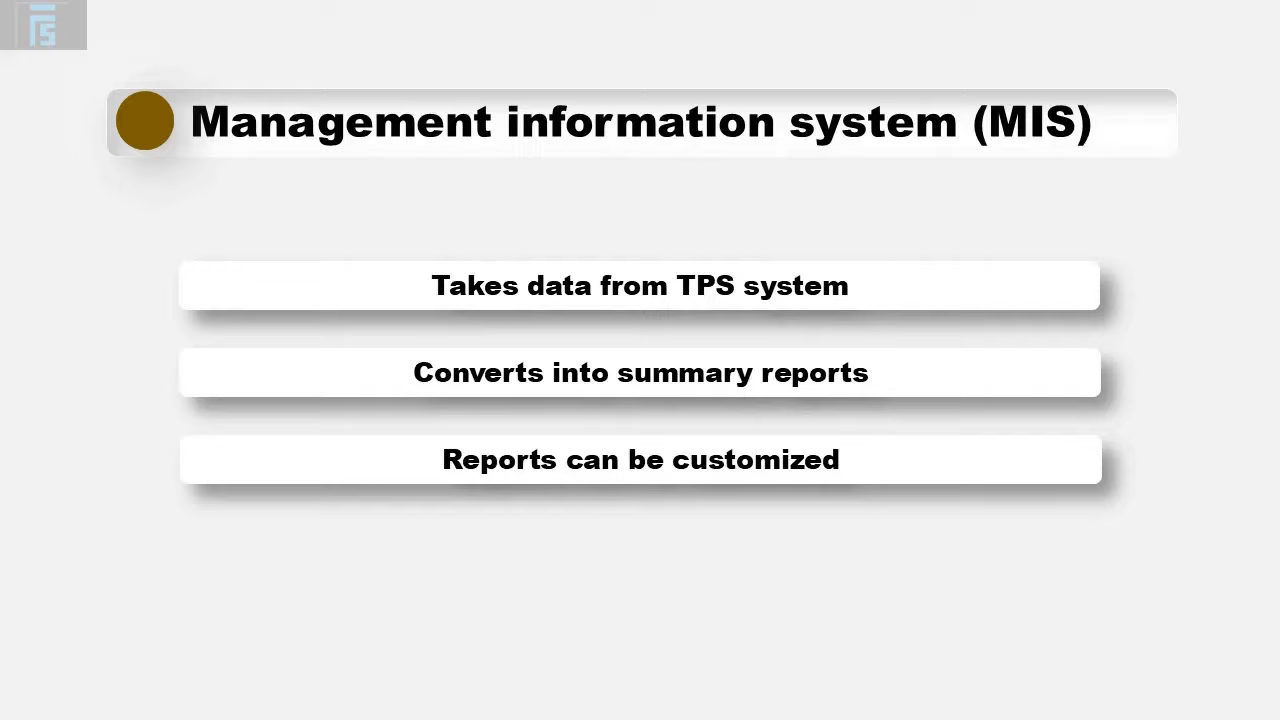 Management information system (MIS)
Takes data from TPS system
Converts into summary reports
Reports can be customized